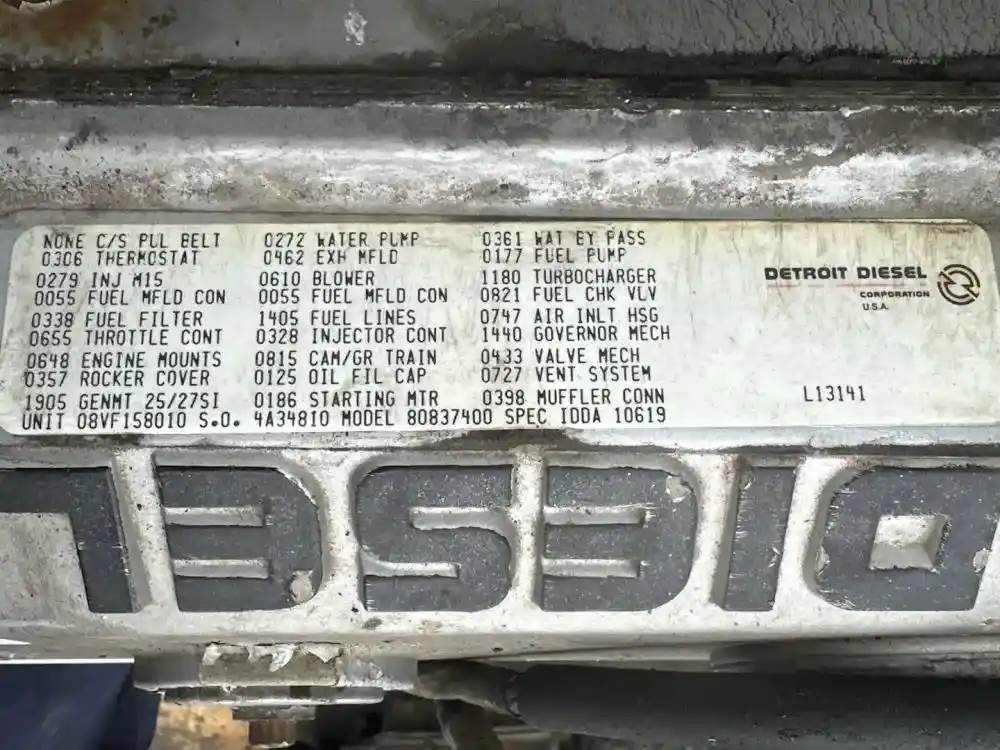 NONE C/S PUL BELT 0272 WATER PUMP 0361 WAT BY PASS
0306 THERMOSTAT 0462 EXH MFLD 0177 FUEL PUMP
0279 INJ M15 0610 BLOWER 1180 TURBOCHARGER
0055 FUEL MFLD CON 0055 FUEL MFLD CON 0821 FUEL CHK VLV
0338 FUEL FILTER 1405 FUEL LINES 0747 AIR INLT HSG
0655 THROTTLE CONT 0328 INJECTOR CONT 1440 GOVERNOR MECH
0648 ENGINE MOUNTS 0815 CAM/GR TRAIN 0433 VALVE MECH
0357 ROCKER COVER 0125 OIL FIL CAP 0727 VENT SYSTEM
1905 GENMT 25/27SI 0186 STARTING MTR 0398 MUFFLER CONN
UNIT 08VF158010 S.O. 4A34810 MODEL 80837400 SPEC IDDA 10619
DETROIT DIESEL
CORPORATION
U.S.A.
L13141
DIESEL